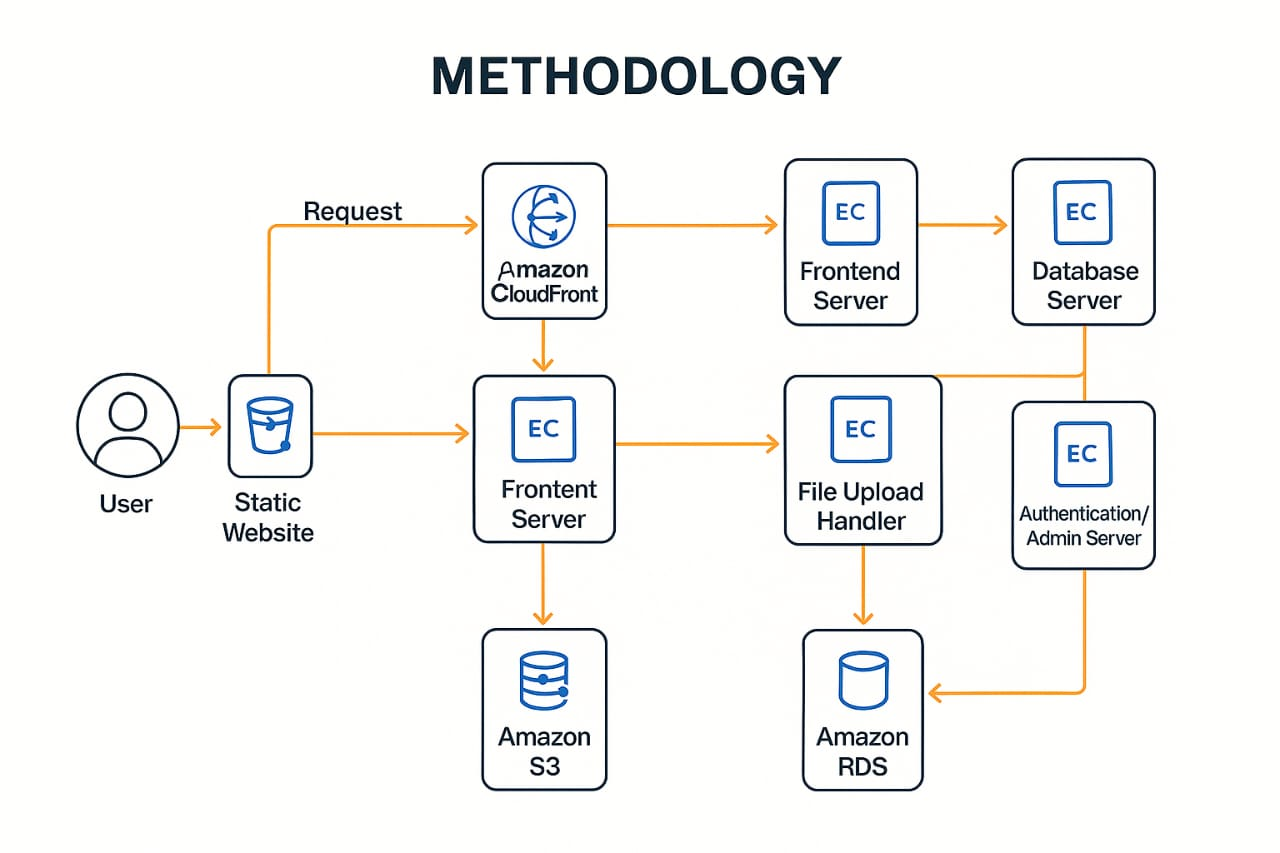 METHODOLOGY
Request
Amazon
CloudFront
EC
Frontend
Server
EC
Database
Server
User
Static
Website
EC
Frontent
Server
EC
File Upload
Handler
EC
Authentication/
Admin Server
Amazon
S3
Amazon
RDS